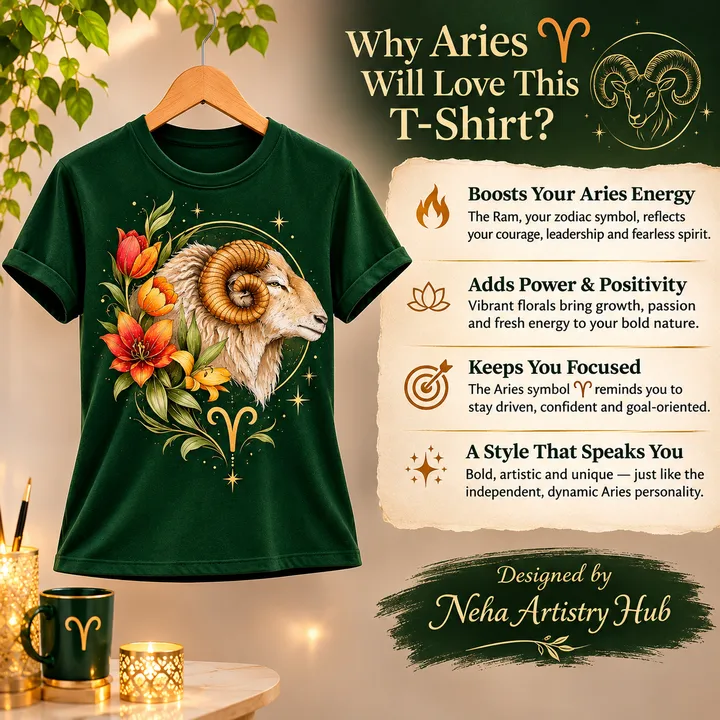 Why Aries ♈
Will Love This
T-Shirt?
Boosts Your Aries Energy
The Ram, your zodiac symbol, reflects
your courage, leadership and fearless spirit.
Adds Power & Positivity
Vibrant florals bring growth, passion
and fresh energy to your bold nature.
Keeps You Focused
The Aries symbol ♈ reminds you to
stay driven, confident and goal-oriented.
A Style That Speaks You
Bold, artistic and unique — just like the
independent, dynamic Aries personality.
Designed by
Neha Artistry Hub
♈
♈